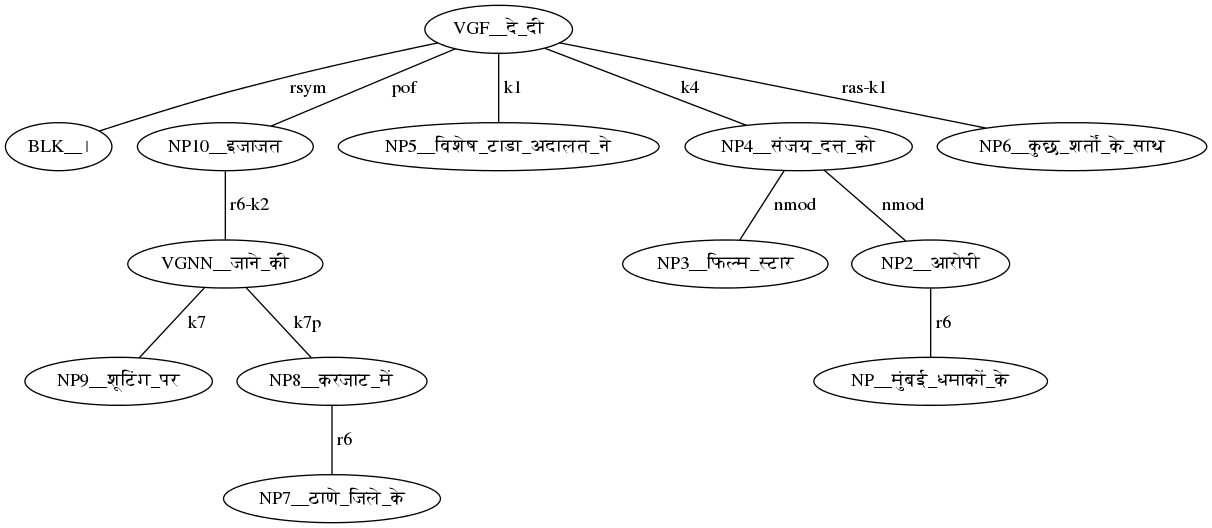 VGF__दे_दी
rsym pof k1 k4 ras-k1
BLK__। NP10__इजाजत NP5__विशेष_टाडा_अदालत_ने NP4__संजय_दत्त_को NP6__कुछ_शर्तों_के_साथ
r6-k2 nmod nmod
VGNN__जाने_की NP3__फिल्म_स्टार NP2__आरोपी
k7 k7p r6
NP9__शूटिंग_पर NP8__करजाट_में NP__मुंबई_धमाकों_के
r6
NP7__ठाणे_जिले_के